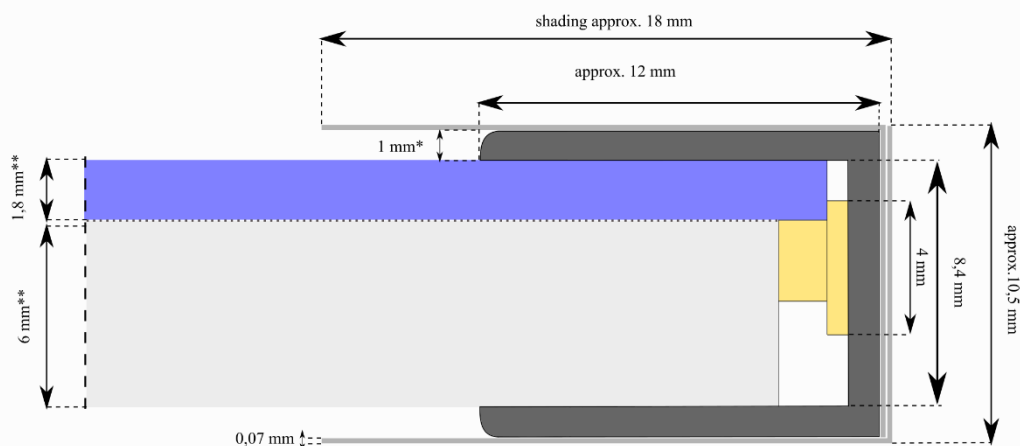 shading approx. 18 mm
approx. 12 mm
1 mm*
1,8 mm**
6 mm**
4 mm
8,4 mm
approx.10,5 mm
0,07 mm